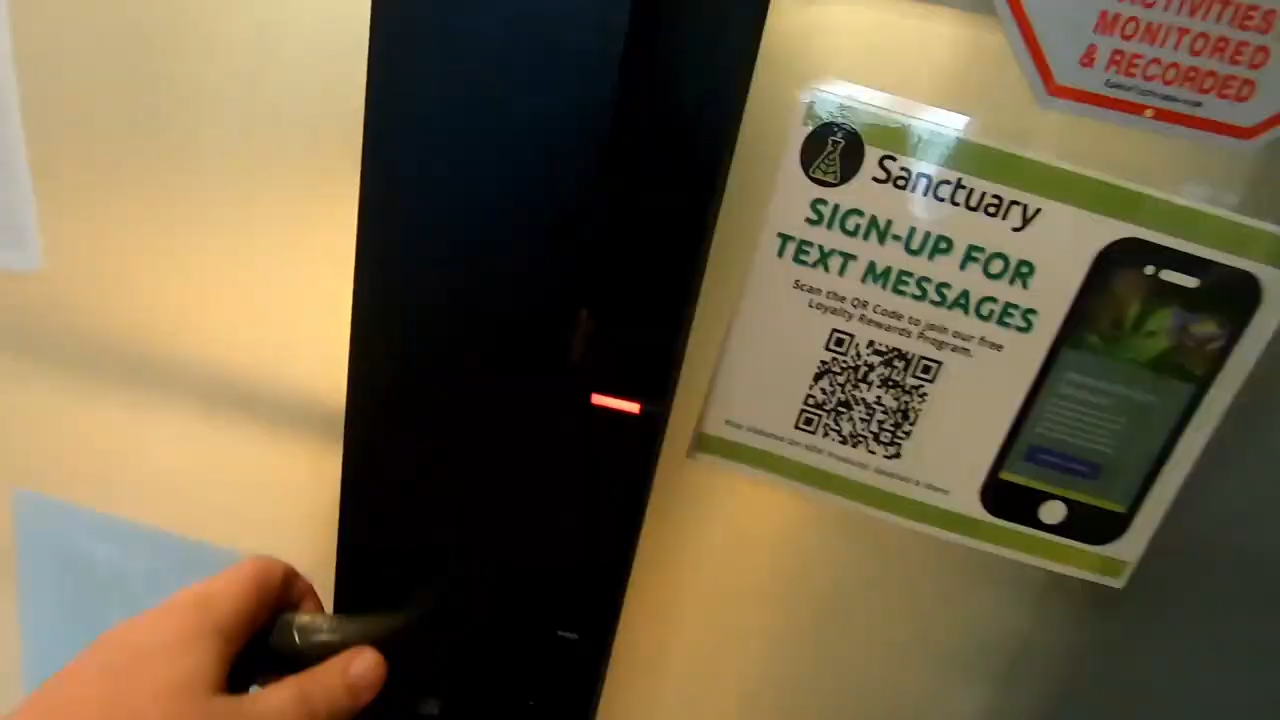 ACTIVITIES
MONITORED
& RECORDED
Sanctuary
SIGN-UP FOR
TEXT MESSAGES
Scan the QR Code to join our free
Loyalty Rewards Program.